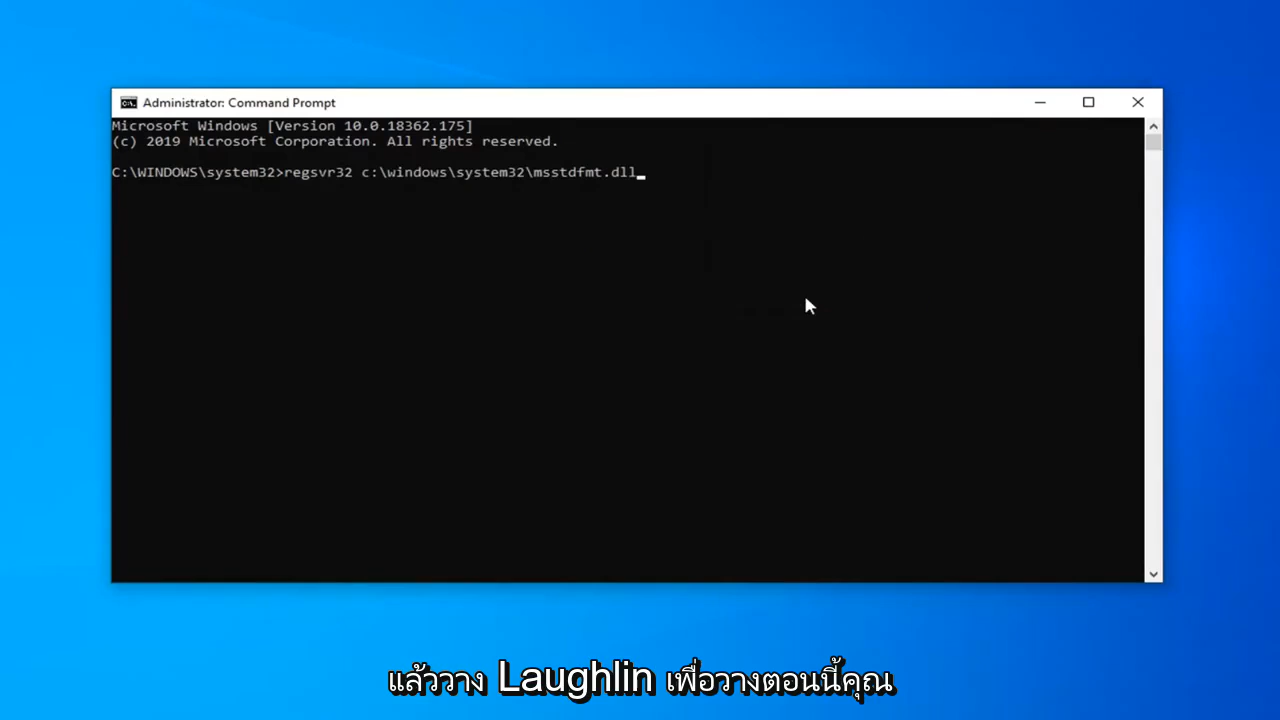 Administrator: Command Prompt
Microsoft Windows [Version 10.0.18362.175]
(c) 2019 Microsoft Corporation. All rights reserved.
C:\WINDOWS\system32>regsvr32 c:\windows\system32\msstdfmt.dll
แล้ววาง Laughlin เพื่อวางตอนนี้คุณ